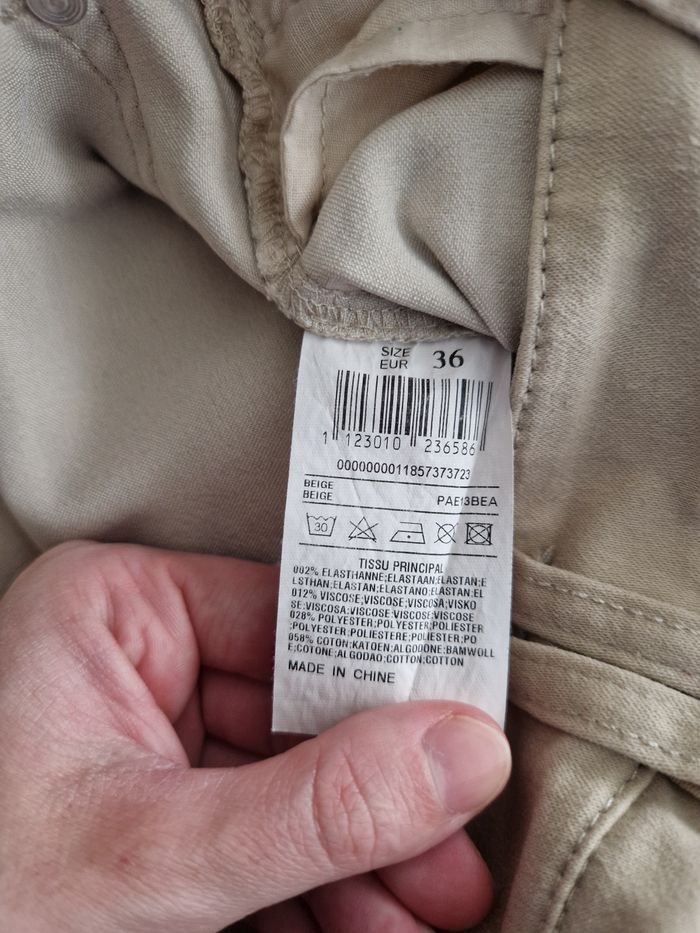 SIZE
EUR 36
1 123010 236586
0000000011857373723
BEIGE
BEIGE PAE13BEA
30
TISSU PRINCIPAL
002% ELASTHANNE;ELASTAAN;ELASTAN;E
LSTHAN;ELASTAN;ELASTANO;ELASTAN;EL
012% VISCOSE;VISCOSE;VISCOSA;VISKO
SE;VISCOSA;VISCOSE;VISCOSE;VISCOSE
028% POLYESTER;POLYESTER;POLIESTER
;POLYESTER;POLIESTERE;POLIESTER;PO
058% COTON;KATOEN;ALGODONE;BAMWOLL
E;COTONE;ALGODAO;COTTON;COTTON
MADE IN CHINE